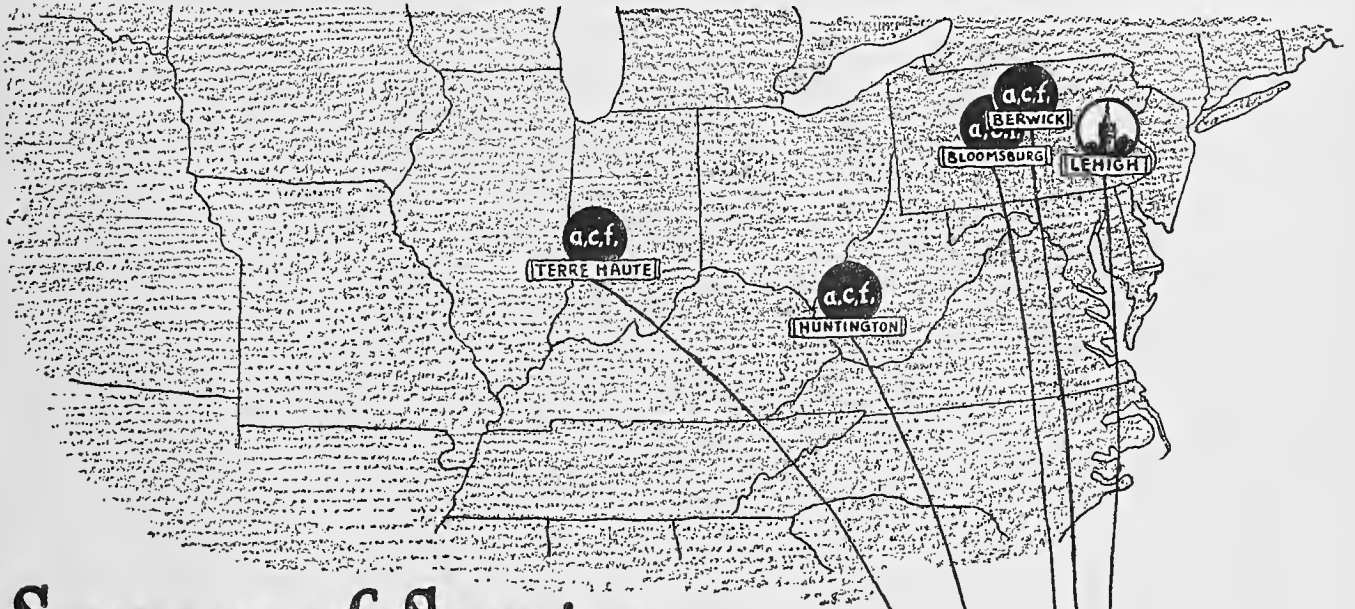 a.c.f.
BERWICK
BLOOMSBURG
LEHIGH
a.c.f.
TERRE HAUTE
a.c.f.
HUNTINGTON